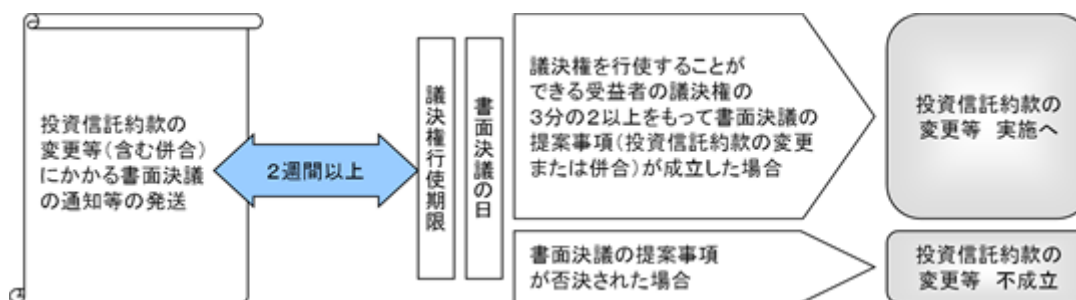 投資信託約款の
変更等(含む併合)
にかかる書面決議
の通知等の発送
2週間以上
議決権行使期限
書面決議の日
議決権を行使することが
できる受益者の議決権の
3分の2以上をもって書面決議の
提案事項(投資信託約款の変更
または併合)が成立した場合
投資信託約款の
変更等 実施へ
書面決議の提案事項
が否決された場合
投資信託約款の
変更等 不成立